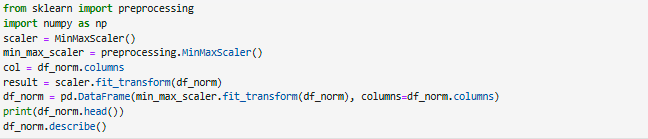 from sklearn import preprocessing
import numpy as np
scaler = MinMaxScaler()
min_max_scaler = preprocessing.MinMaxScaler()
col = df_norm.columns
result = scaler.fit_transform(df_norm)
df_norm = pd.DataFrame(min_max_scaler.fit_transform(df_norm), columns=df_norm.columns)
print(df_norm.head())
df_norm.describe()